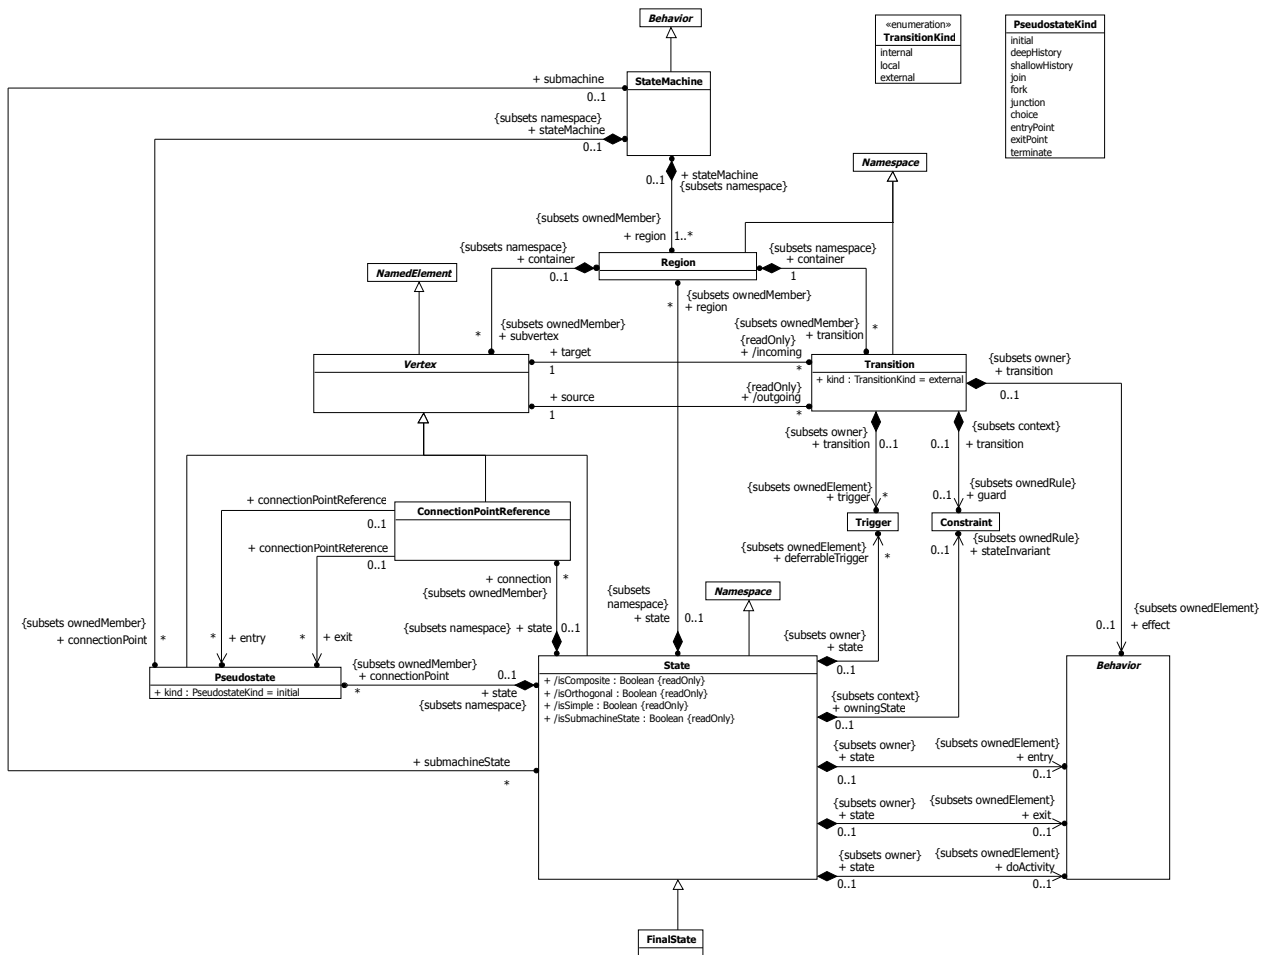 Behavior
«enumeration»
TransitionKind
internal
local
external
PseudostateKind
initial
deepHistory
shallowHistory
join
fork
junction
choice
entryPoint
exitPoint
terminate
+ submachine
0..1
StateMachine
{subsets namespace}
+ stateMachine
0..1
0..1
+ stateMachine
{subsets namespace}
Namespace
{subsets ownedMember}
+ region
1..*
{subsets namespace}
+ container
0..1
Region
{subsets namespace}
+ container
1
NamedElement
{subsets ownedMember}
+ subvertex
*
{subsets ownedMember}
+ region
*
{subsets ownedMember}
+ transition
*
Vertex
+ target
1
{readOnly}
+ /incoming
*
+ source
1
{readOnly}
+ /outgoing
*
Transition
+ kind : TransitionKind = external
{subsets owner}
+ transition
0..1
{subsets owner}
+ transition
0..1
{subsets context}
+ transition
0..1
{subsets ownedElement}
+ trigger
*
{subsets ownedRule}
+ guard
0..1
+ connectionPointReference
0..1
ConnectionPointReference
+ connectionPointReference
0..1
Trigger
Constraint
{subsets ownedElement}
+ deferrableTrigger
*
{subsets ownedRule}
+ stateInvariant
0..1
+ connection
*
{subsets ownedMember}
{subsets
namespace}
+ state
0..1
Namespace
{subsets ownedMember}
+ connectionPoint
*
* + entry
* + exit
{subsets namespace} + state
0..1
{subsets owner}
+ state
0..1
{subsets ownedElement}
+ effect
0..1
Pseudostate
+ kind : PseudostateKind = initial
{subsets ownedMember}
+ connectionPoint
*
0..1
+ state
{subsets namespace}
State
+ /isComposite : Boolean {readOnly}
+ /isOrthogonal : Boolean {readOnly}
+ /isSimple : Boolean {readOnly}
+ /isSubmachineState : Boolean {readOnly}
Behavior
{subsets context}
+ owningState
0..1
+ submachineState
*
{subsets owner}
+ state
0..1
{subsets ownedElement}
+ entry
0..1
{subsets owner}
+ state
0..1
{subsets ownedElement}
+ exit
0..1
{subsets owner}
+ state
0..1
{subsets ownedElement}
+ doActivity
0..1
FinalState